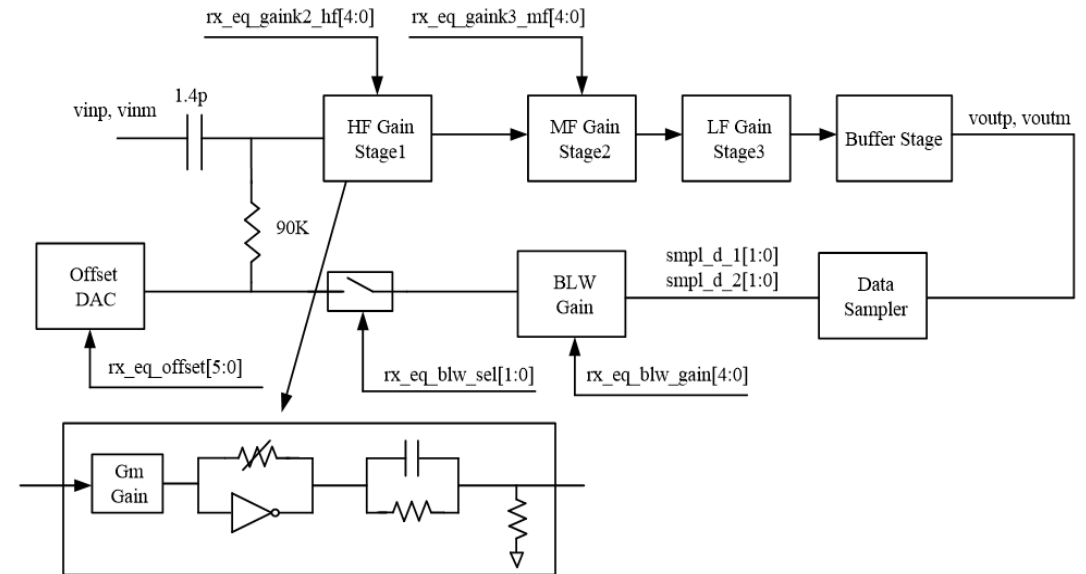 rx_eq_gaink2_hf[4:0]
rx_eq_gaink3_mf[4:0]
vinp, vinm
1.4p
HF Gain
Stage1
MF Gain
Stage2
LF Gain
Stage3
Buffer Stage
voutp, voutm
90K
Offset
DAC
BLW
Gain
smpl_d_1[1:0]
smpl_d_2[1:0]
Data
Sampler
rx_eq_offset[5:0]
rx_eq_blw_sel[1:0]
rx_eq_blw_gain[4:0]
Gm
Gain